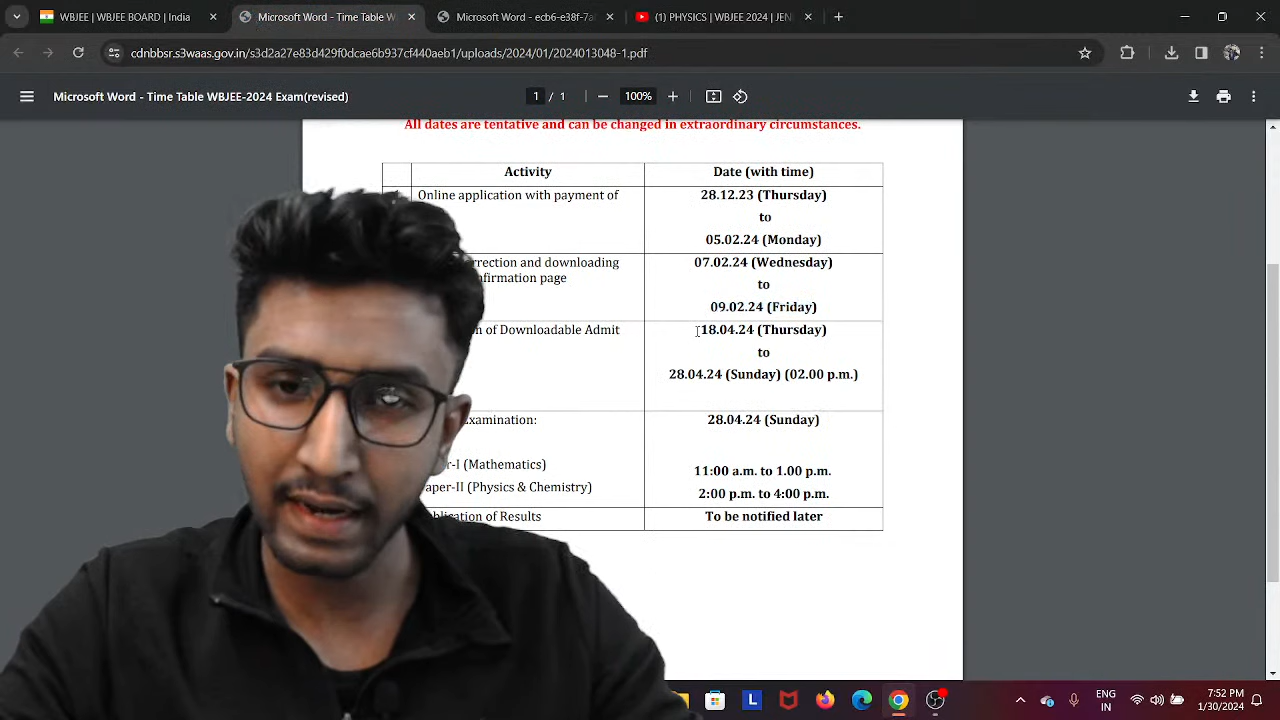 WBJEE | WBJEE BOARD | India
Microsoft Word - Time Table W
Microsoft Word - ecb6-e38f-7a
(1) PHYSICS | WBJEE 2024 | JEN
cdnbbsr.s3waas.gov.in/s3d2a27e83d429f0dcae6b937cf440aeb1/uploads/2024/01/2024013048-1.pdf
Microsoft Word - Time Table WBJEE-2024 Exam(revised)
1 / 1
100%
All dates are tentative and can be changed in extraordinary circumstances.
Activity
Date (with time)
Online application with payment of
28.12.23 (Thursday)
to
05.02.24 (Monday)
rrection and downloading
nfirmation page
07.02.24 (Wednesday)
to
09.02.24 (Friday)
n of Downloadable Admit
18.04.24 (Thursday)
to
28.04.24 (Sunday) (02.00 p.m.)
xamination:
28.04.24 (Sunday)
r-I (Mathematics)
11:00 a.m. to 1.00 p.m.
aper-II (Physics & Chemistry)
2:00 p.m. to 4:00 p.m.
blication of Results
To be notified later
L
ENG
IN
7:52 PM
1/30/2024